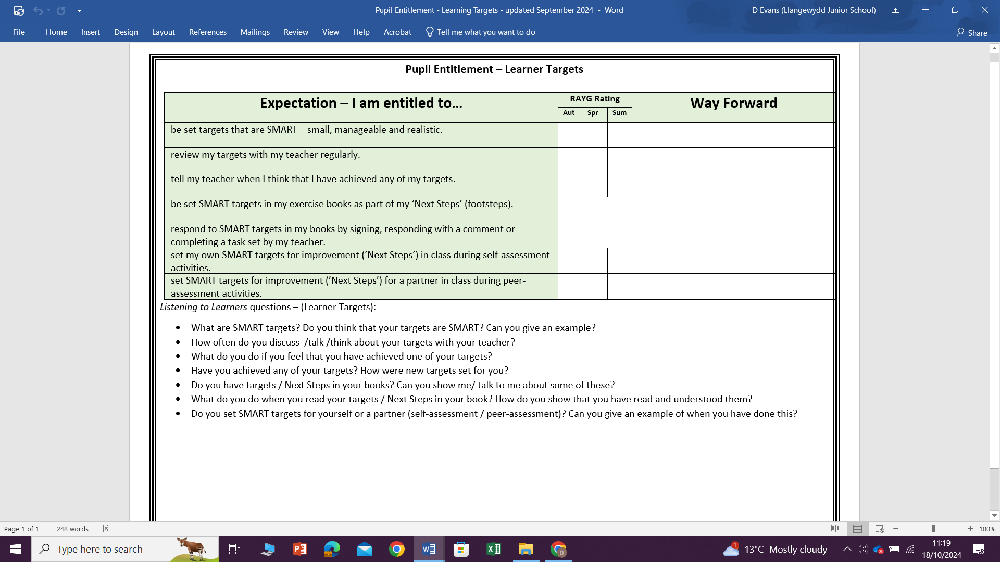 Pupil Entitlement - Learning Targets - updated September 2024 - Word
D Evans (Llangewydd Junior School)
File Home Insert Design Layout References Mailings Review View Help Acrobat Tell me what you want to do
Share
Pupil Entitlement – Learner Targets
Expectation – I am entitled to...
RAYG Rating
Way Forward
Aut Spr Sum
be set targets that are SMART – small, manageable and realistic.
review my targets with my teacher regularly.
tell my teacher when I think that I have achieved any of my targets.
be set SMART targets in my exercise books as part of my ‘Next Steps’ (footsteps).
respond to SMART targets in my books by signing, responding with a comment or
completing a task set by my teacher.
set my own SMART targets for improvement (’Next Steps’) in class during self-assessment
activities.
set SMART targets for improvement (’Next Steps’) for a partner in class during peer-
assessment activities.
Listening to Learners questions – (Learner Targets):
• What are SMART targets? Do you think that your targets are SMART? Can you give an example?
• How often do you discuss /talk /think about your targets with your teacher?
• What do you do if you feel that you have achieved one of your targets?
• Have you achieved any of your targets? How were new targets set for you?
• Do you have targets / Next Steps in your books? Can you show me/ talk to me about some of these?
• What do you do when you read your targets / Next Steps in your book? How do you show that you have read and understood them?
• Do you set SMART targets for yourself or a partner (self-assessment / peer-assessment)? Can you give an example of when you have done this?
Page 1 of 1 248 words
100%
Type here to search
1
13°C Mostly cloudy
11:19
18/10/2024